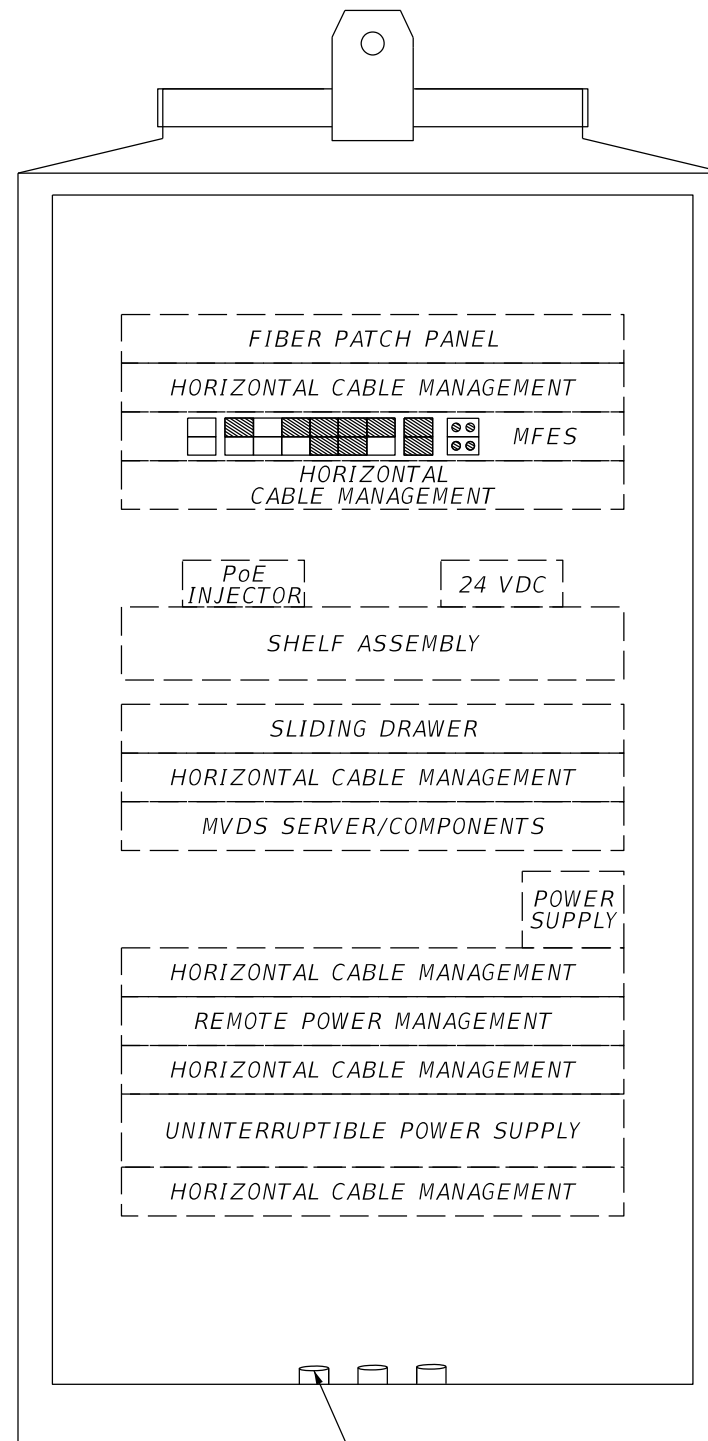 FIBER PATCH PANEL
HORIZONTAL CABLE MANAGEMENT
MFES
HORIZONTAL
CABLE MANAGEMENT
PoE
INJECTOR
24 VDC
SHELF ASSEMBLY
SLIDING DRAWER
HORIZONTAL CABLE MANAGEMENT
MVDS SERVER/COMPONENTS
POWER
SUPPLY
HORIZONTAL CABLE MANAGEMENT
REMOTE POWER MANAGEMENT
HORIZONTAL CABLE MANAGEMENT
UNINTERRUPTIBLE POWER SUPPLY
HORIZONTAL CABLE MANAGEMENT